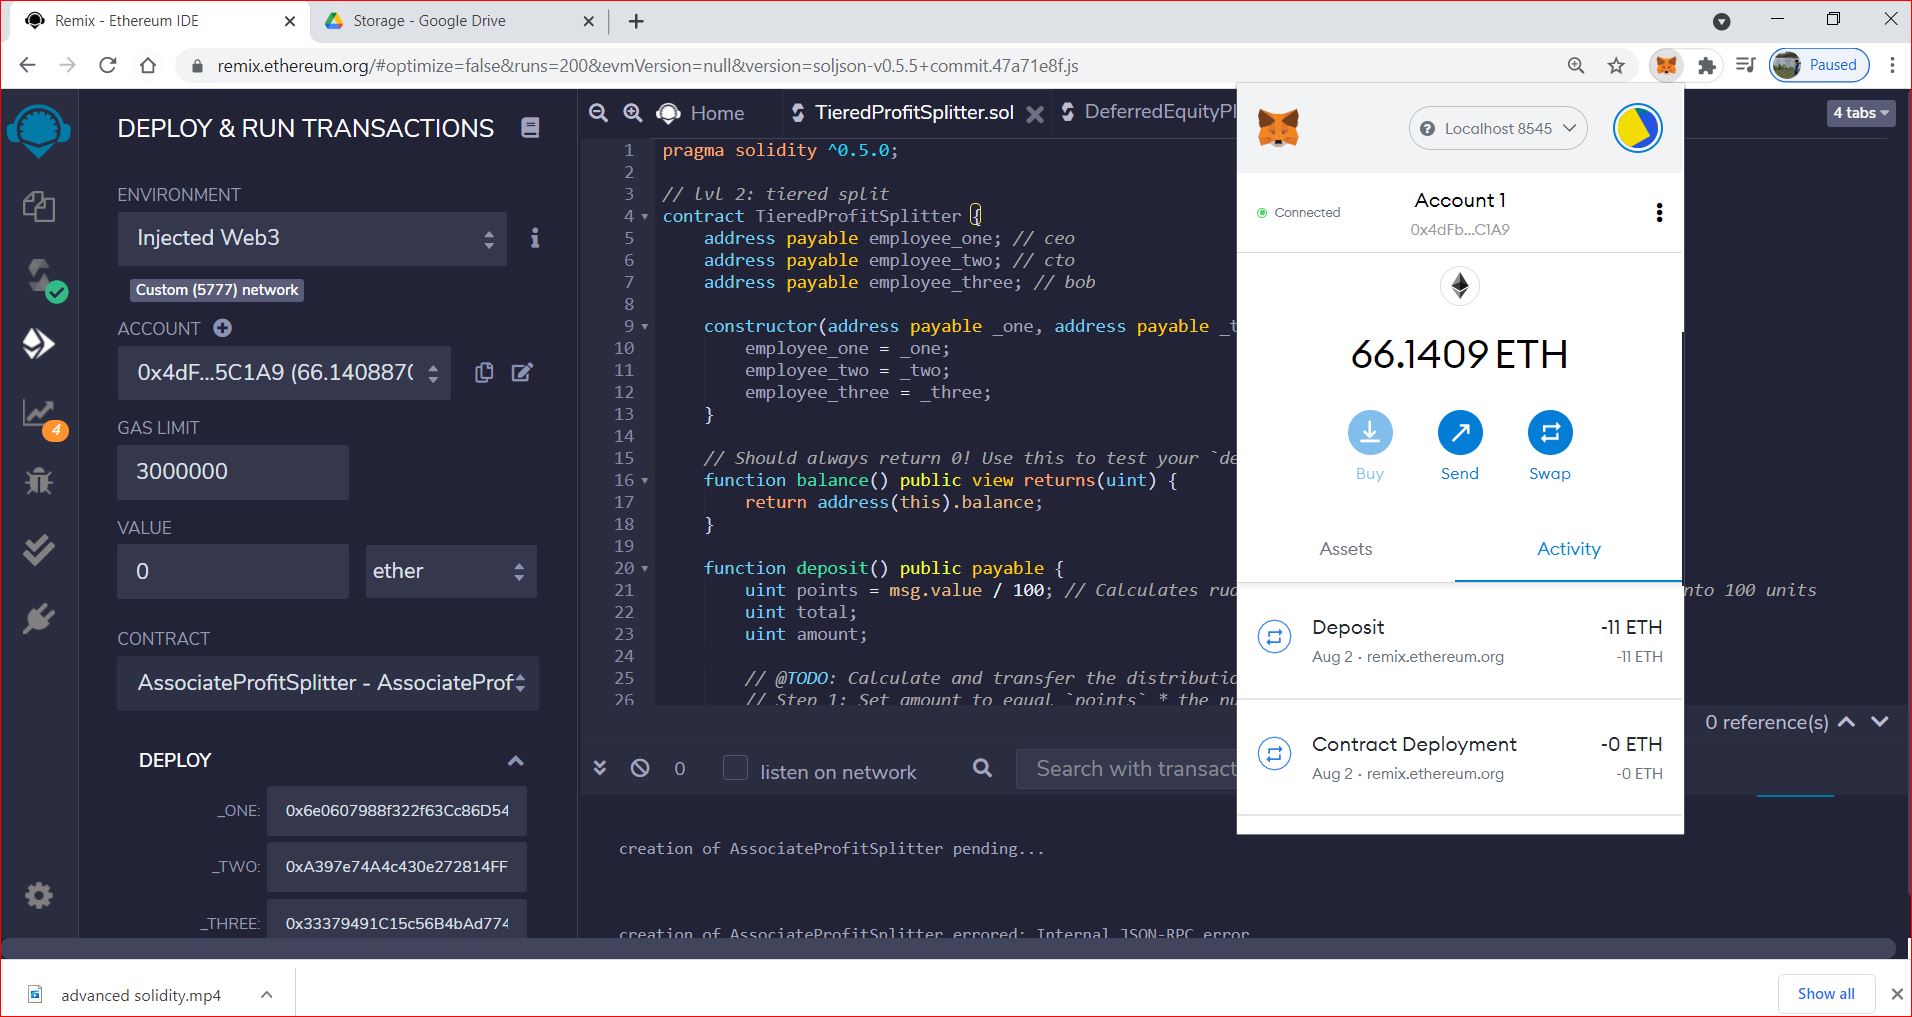 Remix - Ethereum IDE
Storage - Google Drive
remix.ethereum.org/#optimize=false&runs=200&evmVersion=null&version=soljson-v0.5.5+commit.47a71e8f.js
Paused
DEPLOY & RUN TRANSACTIONS
ENVIRONMENT
Injected Web3
Custom (5777) network
ACCOUNT
0x4dF...5C1A9 (66.1408870
4
GAS LIMIT
3000000
VALUE
0
ether
CONTRACT
AssociateProfitSplitter - AssociateProf
DEPLOY
_ONE: 0x6e0607988f322f63Cc86D54
_TWO: 0xA397e74A4c430e272814FF
_THREE: 0x33379491C15c56B4bAd774
Home
TieredProfitSplitter.sol
DeferredEquityPl
4 tabs
1 pragma solidity ^0.5.0;
2
3 // lvl 2: tiered split
4 contract TieredProfitSplitter {
5 address payable employee_one; // ceo
6 address payable employee_two; // cto
7 address payable employee_three; // bob
8
9 constructor(address payable _one, address payable _t
10 employee_one = _one;
11 employee_two = _two;
12 employee_three = _three;
13 }
14
15 // Should always return 0! Use this to test your `de
16 function balance() public view returns(uint) {
17 return address(this).balance;
18 }
19
20 function deposit() public payable {
21 uint points = msg.value / 100; // Calculates ru nto 100 units
22 uint total;
23 uint amount;
24
25 // @TODO: Calculate and transfer the distributio
26 // Step 1: Set amount to equal `points` * the nu
0 reference(s)
0
listen on network
Search with transact
creation of AssociateProfitSplitter pending...
creation of AssociateProfitSplitter errored: Internal JSON-RPC error
Localhost 8545
Connected
Account 1
0x4dFb...C1A9
66.1409 ETH
Buy
Send
Swap
Assets
Activity
Deposit
-11 ETH
Aug 2 · remix.ethereum.org
-11 ETH
Contract Deployment
-0 ETH
Aug 2 · remix.ethereum.org
-0 ETH
advanced solidity.mp4
Show all